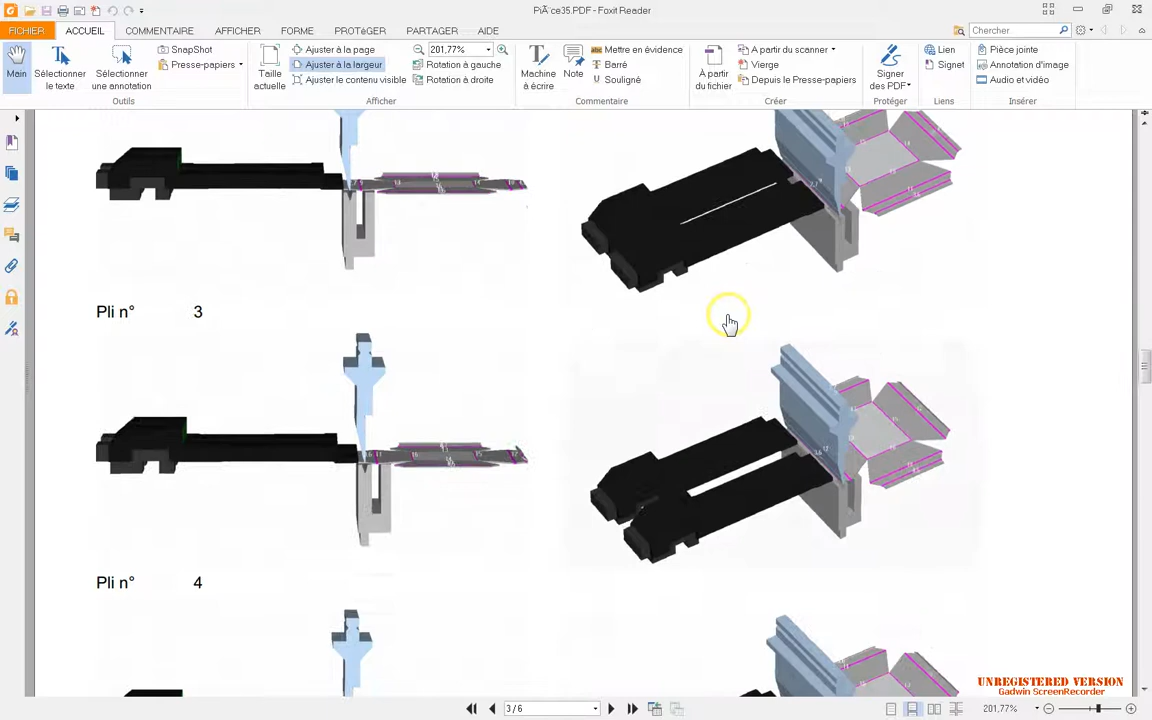 PiÃ¨ce35.PDF - Foxit Reader
FICHIER ACCUEIL COMMENTAIRE AFFICHER FORME PROTéGER PARTAGER AIDE Chercher
Main
Sélectionner le texte
Sélectionner une annotation
SnapShot
Presse-papiers
Outils
Taille actuelle
Ajuster à la page
Ajuster à la largeur
Ajuster le contenu visible
201,77%
Rotation à gauche
Rotation à droite
Afficher
Machine à écrire
Note
Mettre en évidence
Barré
Souligné
Commentaire
À partir du fichier
A partir du scanner
Vierge
Depuis le Presse-papiers
Créer
Signer des PDF
Protéger
Lien
Signet
Liens
Pièce jointe
Annotation d'image
Audio et vidéo
Insérer
Pli n° 3
Pli n° 4
UNREGISTERED VERSION
Gadwin ScreenRecorder
3 / 6
201,77%